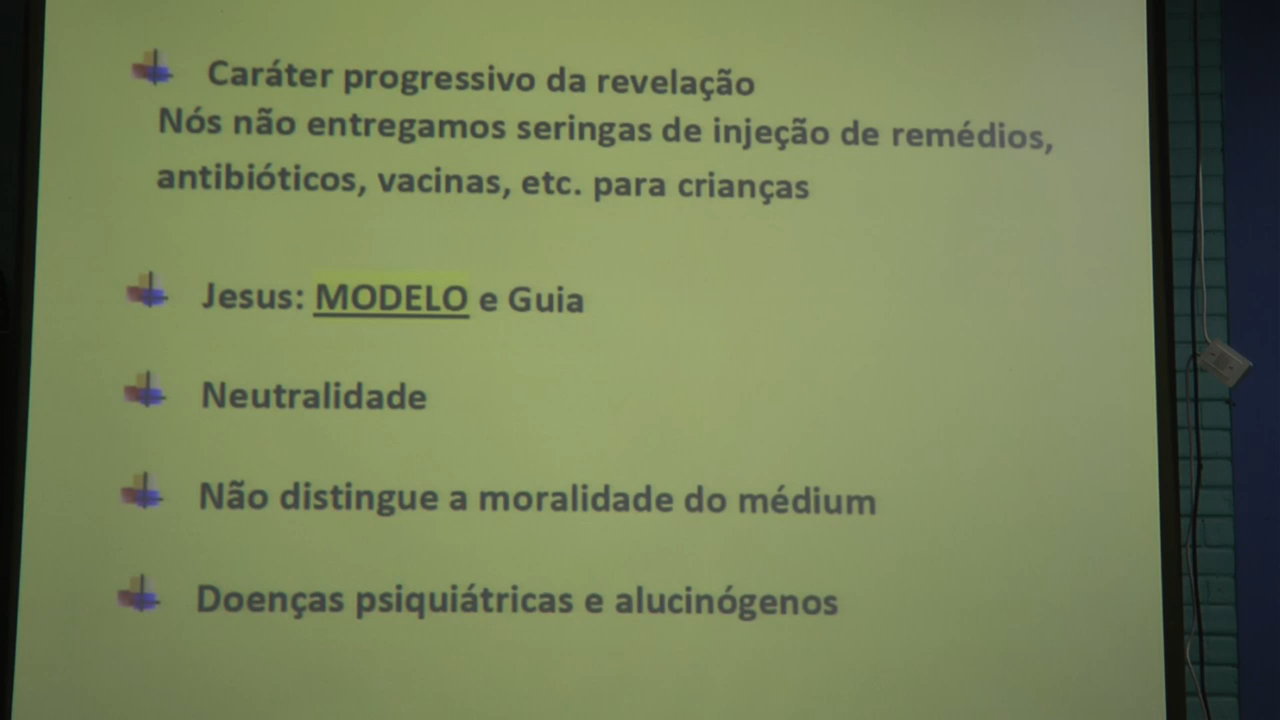 Caráter progressivo da revelação
Nós não entregamos seringas de injeção de remédios,
antibióticos, vacinas, etc. para crianças
Jesus: MODELO e Guia
Neutralidade
Não distingue a moralidade do médium
Doenças psiquiátricas e alucinógenos